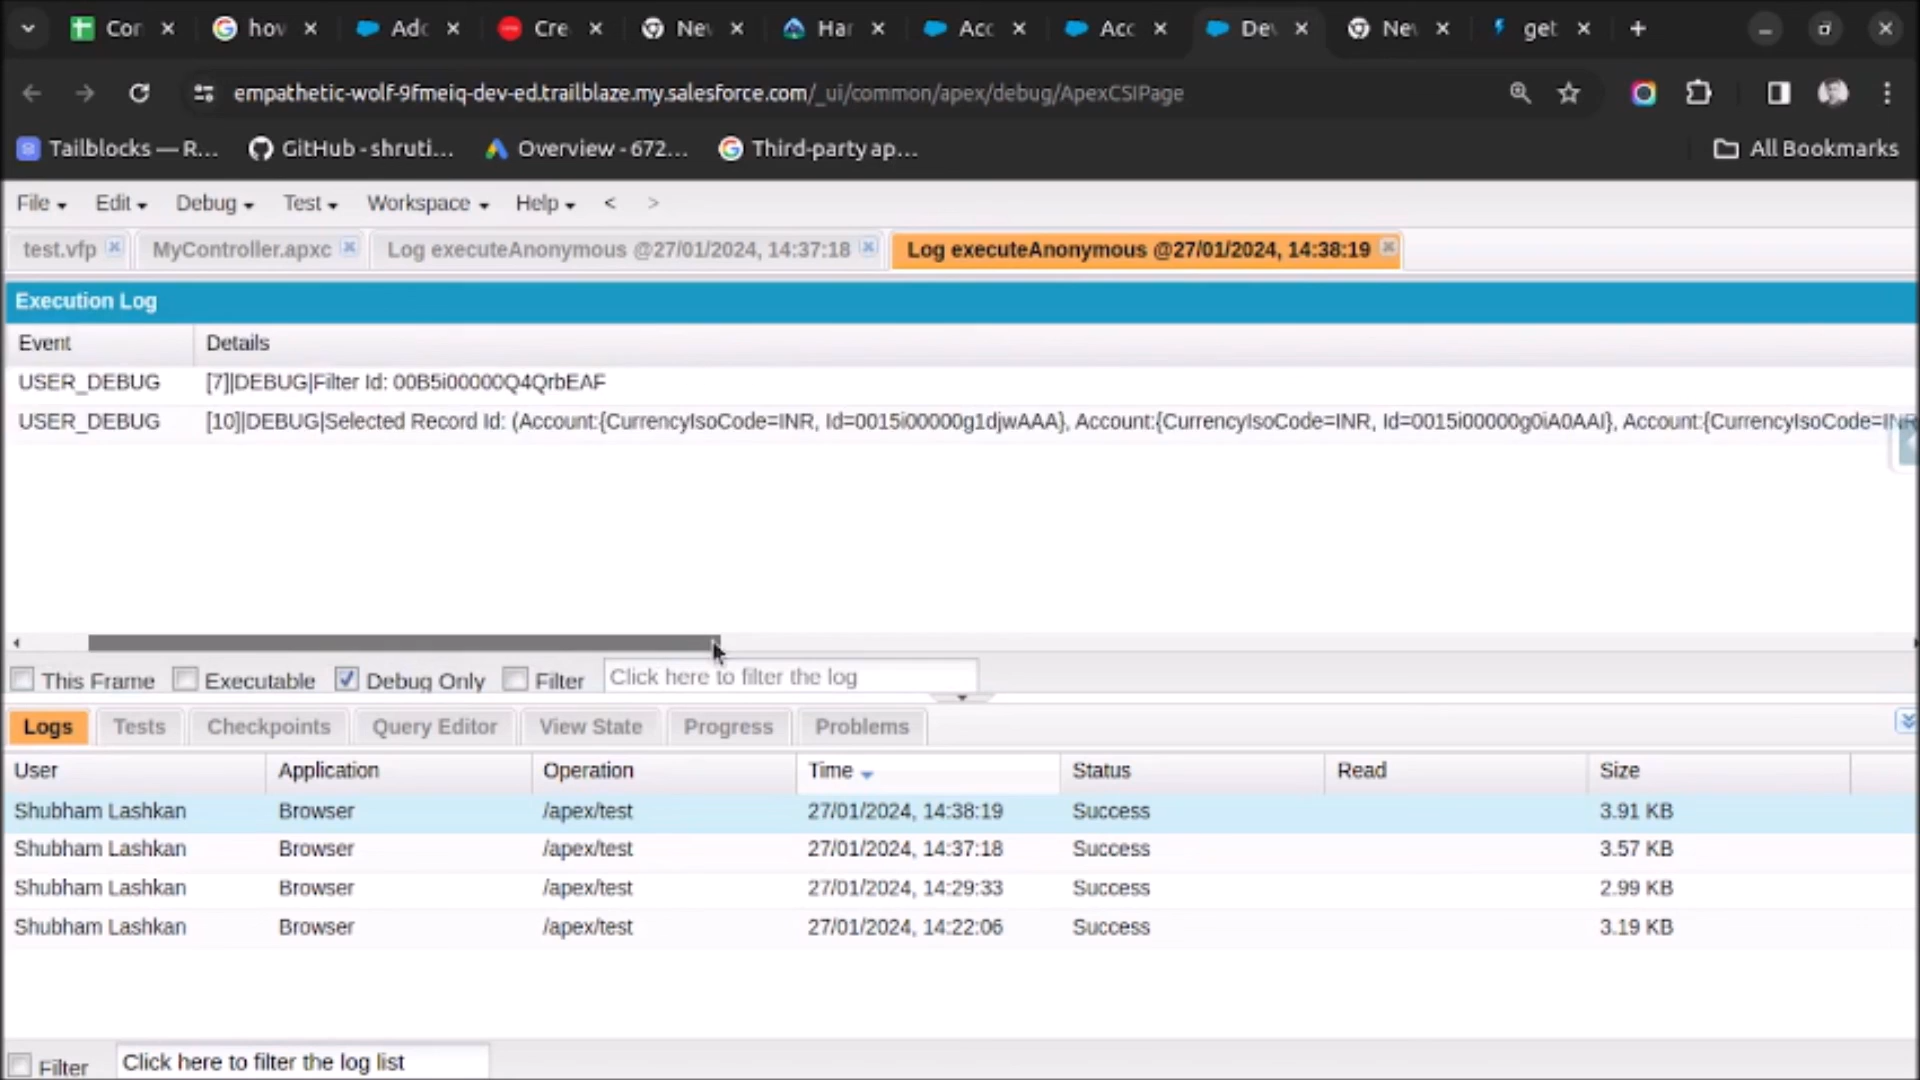 Cor
hov
Adc
Cre
Nev
Har
Acc
Acc
Dev
Nev
get
empathetic-wolf-9fmeiq-dev-ed.trailblaze.my.salesforce.com/_ui/common/apex/debug/ApexCSIPage
Tailblocks — R...
GitHub - shruti...
Overview - 672...
Third-party ap...
All Bookmarks
File Edit Debug Test Workspace Help < >
test.vfp
MyController.apxc
Log executeAnonymous @27/01/2024, 14:37:18
Log executeAnonymous @27/01/2024, 14:38:19
Execution Log
Event Details
USER_DEBUG [7]|DEBUG|Filter Id: 00B5i00000Q4QrbEAF
USER_DEBUG [10]|DEBUG|Selected Record Id: (Account:{CurrencyIsoCode=INR, Id=0015i00000g1djwAAA}, Account:{CurrencyIsoCode=INR, Id=0015i00000g0iA0AAI}, Account:{CurrencyIsoCode=INR
This Frame Executable Debug Only Filter Click here to filter the log
Logs Tests Checkpoints Query Editor View State Progress Problems
User Application Operation Time Status Read Size
Shubham Lashkan Browser /apex/test 27/01/2024, 14:38:19 Success 3.91 KB
Shubham Lashkan Browser /apex/test 27/01/2024, 14:37:18 Success 3.57 KB
Shubham Lashkan Browser /apex/test 27/01/2024, 14:29:33 Success 2.99 KB
Shubham Lashkan Browser /apex/test 27/01/2024, 14:22:06 Success 3.19 KB
Filter Click here to filter the log list